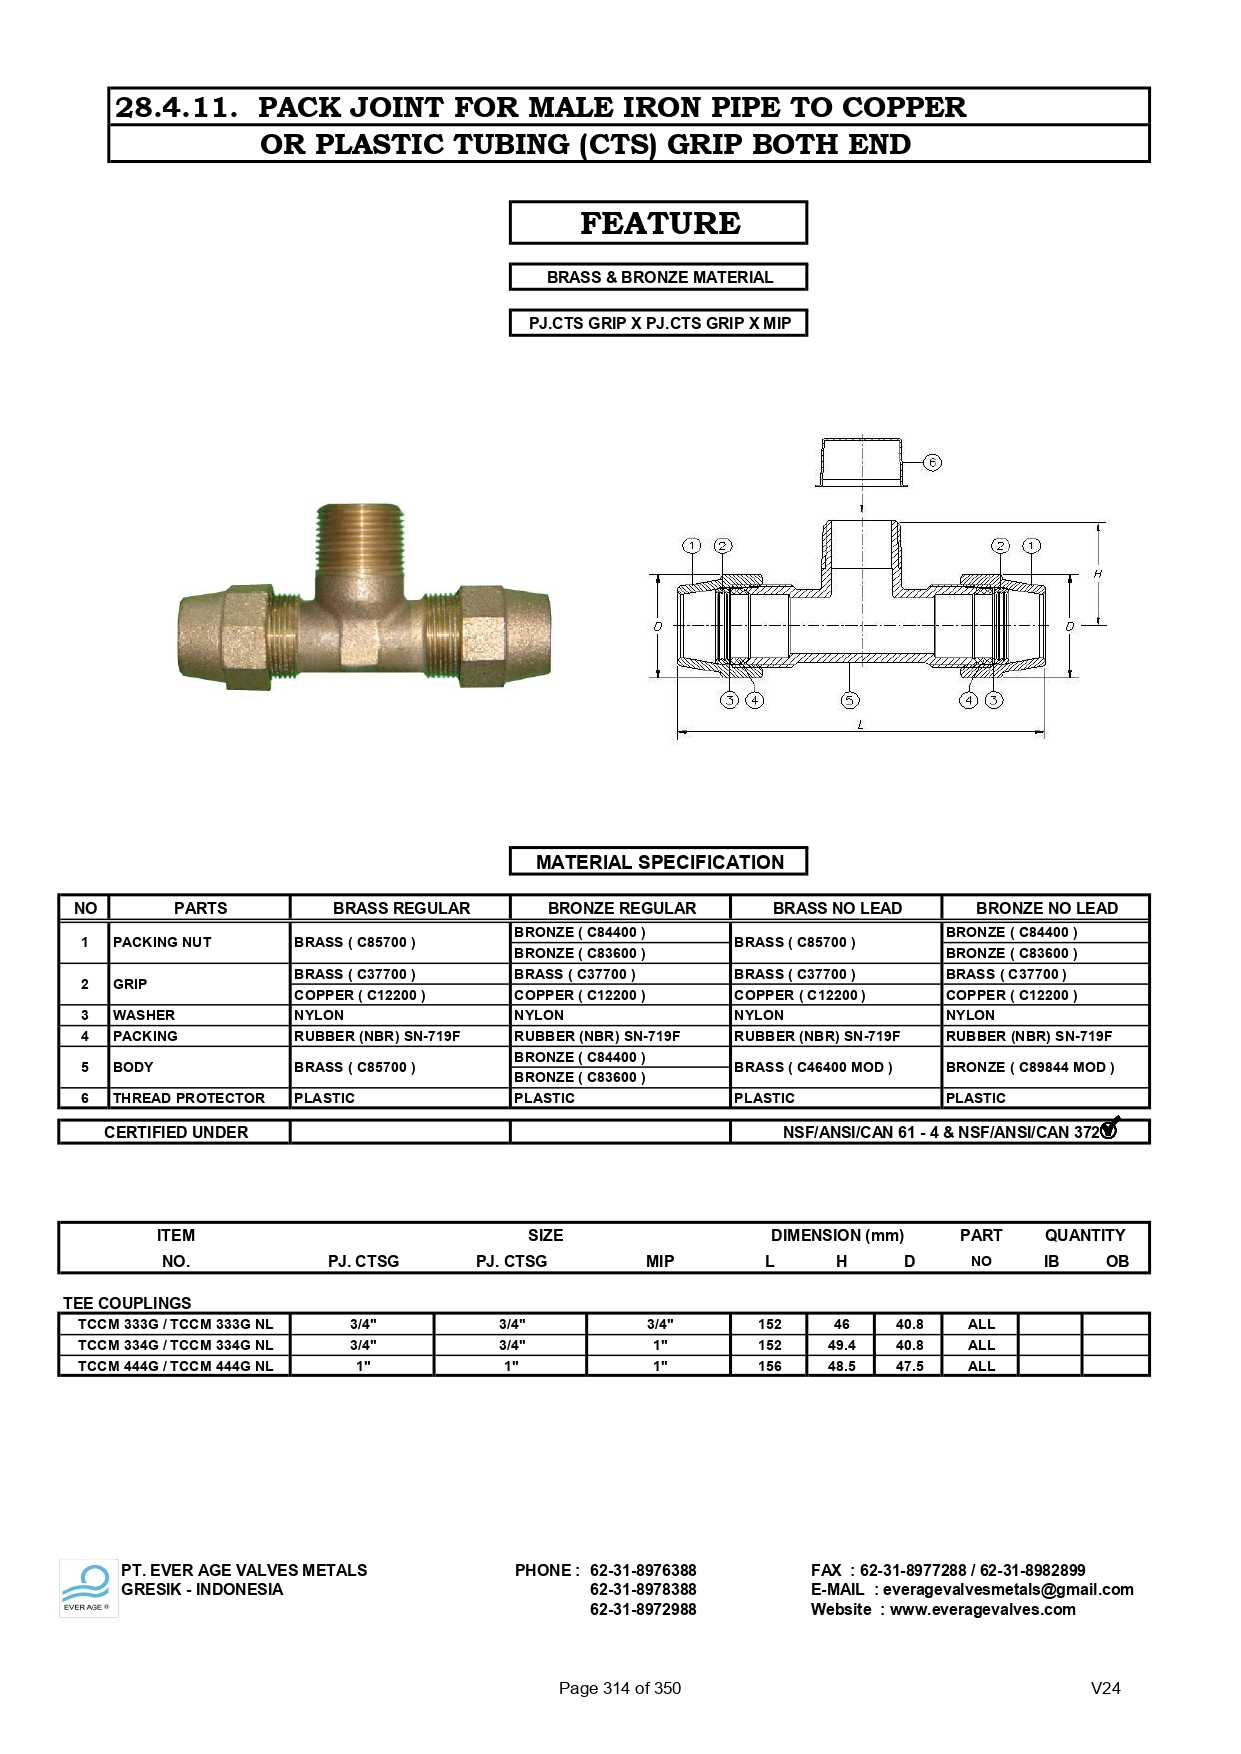 28.4.11. PACK JOINT FOR MALE IRON PIPE TO COPPER
OR PLASTIC TUBING (CTS) GRIP BOTH END
FEATURE
BRASS & BRONZE MATERIAL
PJ.CTS GRIP X PJ.CTS GRIP X MIP
6
1 2 2 1
H
D D
3 4 5 4 3
L
MATERIAL SPECIFICATION
NO PARTS BRASS REGULAR BRONZE REGULAR BRASS NO LEAD BRONZE NO LEAD
1 PACKING NUT BRASS ( C85700 ) BRONZE ( C84400 ) BRASS ( C85700 ) BRONZE ( C84400 )
BRONZE ( C83600 ) BRONZE ( C83600 )
2 GRIP BRASS ( C37700 ) BRASS ( C37700 ) BRASS ( C37700 ) BRASS ( C37700 )
COPPER ( C12200 ) COPPER ( C12200 ) COPPER ( C12200 ) COPPER ( C12200 )
3 WASHER NYLON NYLON NYLON NYLON
4 PACKING RUBBER (NBR) SN-719F RUBBER (NBR) SN-719F RUBBER (NBR) SN-719F RUBBER (NBR) SN-719F
5 BODY BRASS ( C85700 ) BRONZE ( C84400 ) BRASS ( C46400 MOD ) BRONZE ( C89844 MOD )
BRONZE ( C83600 )
6 THREAD PROTECTOR PLASTIC PLASTIC PLASTIC PLASTIC
CERTIFIED UNDER NSF/ANSI/CAN 61 - 4 & NSF/ANSI/CAN 372
ITEM SIZE DIMENSION (mm) PART QUANTITY
NO. PJ. CTSG PJ. CTSG MIP L H D NO IB OB
TEE COUPLINGS
TCCM 333G / TCCM 333G NL 3/4" 3/4" 3/4" 152 46 40.8 ALL
TCCM 334G / TCCM 334G NL 3/4" 3/4" 1" 152 49.4 40.8 ALL
TCCM 444G / TCCM 444G NL 1" 1" 1" 156 48.5 47.5 ALL
EVER AGE ®
PT. EVER AGE VALVES METALS PHONE : 62-31-8976388 FAX : 62-31-8977288 / 62-31-8982899
GRESIK - INDONESIA 62-31-8978388 E-MAIL : everagevalvesmetals@gmail.com
62-31-8972988 Website : www.everagevalves.com
Page 314 of 350 V24